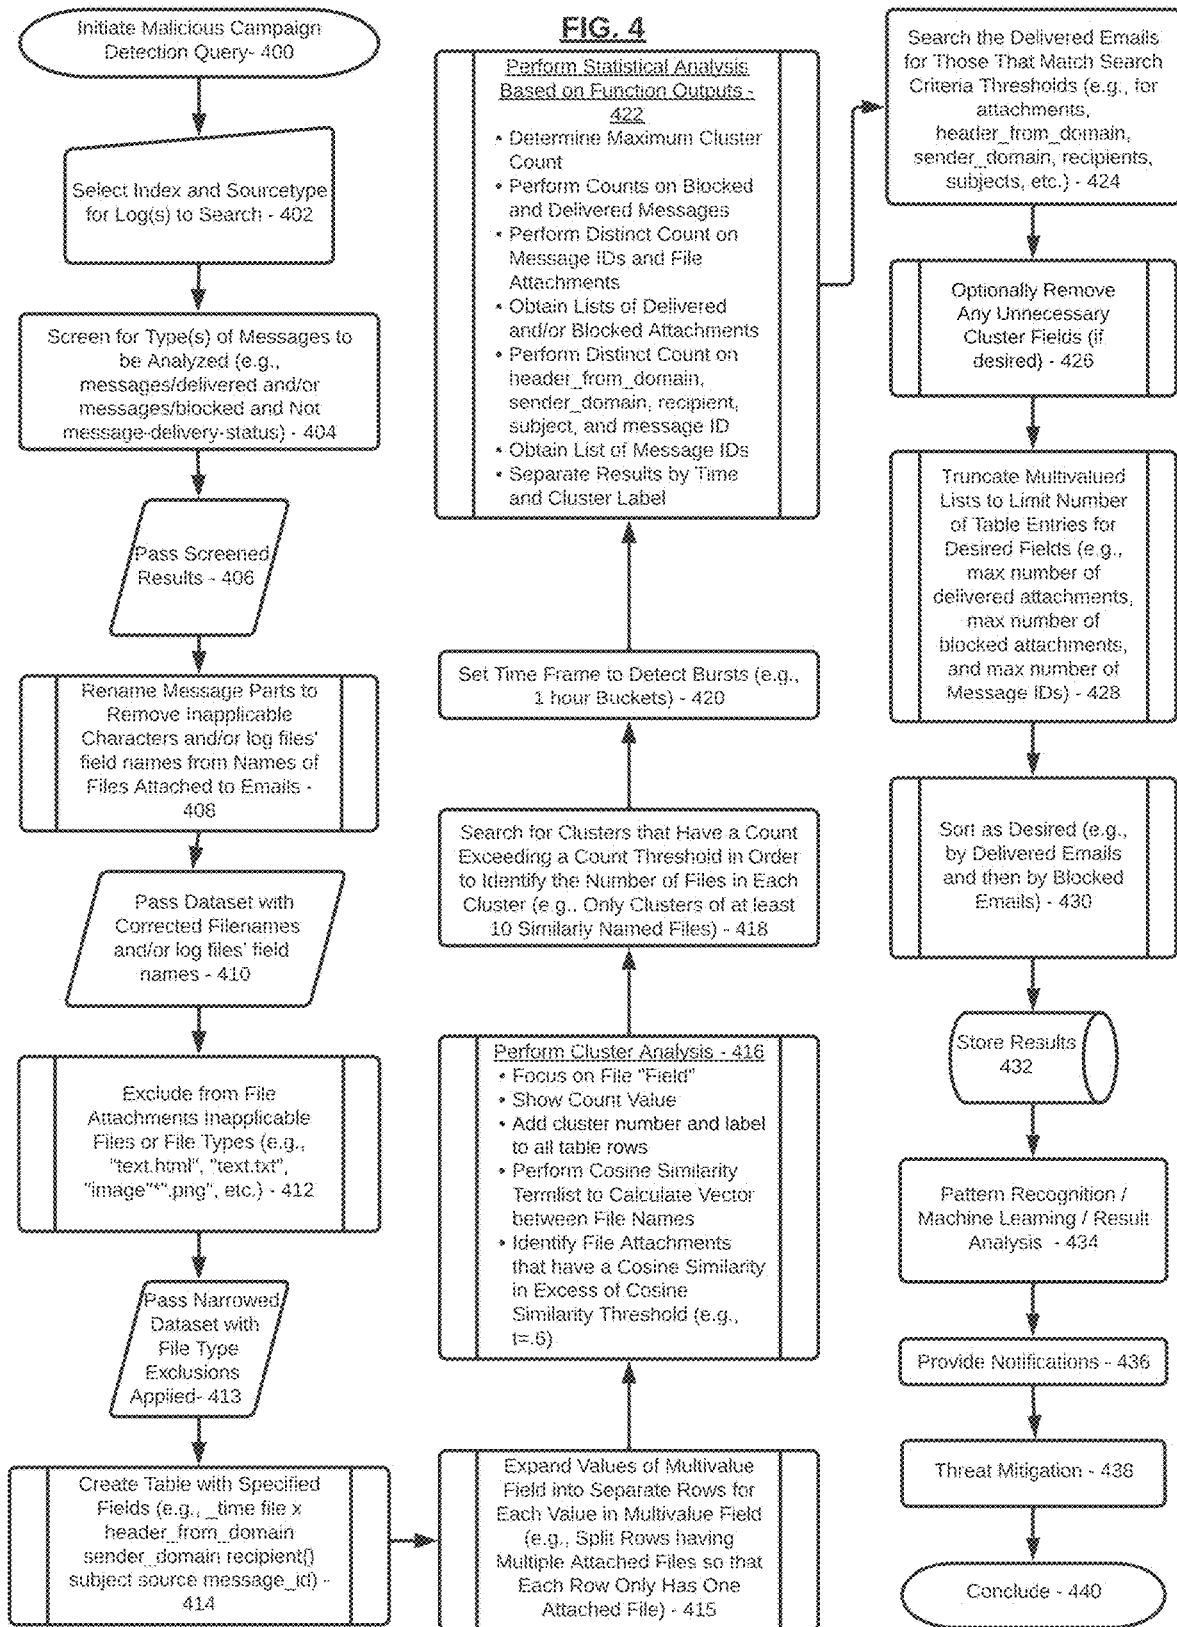 FIG. 4
Initiate Malicious Campaign
Detection Query- 400
Select Index and Sourcetype
for Log(s) to Search - 402
Screen for Type(s) of Messages to
be Analyzed (e.g.,
messages/delivered and/or
messages/blocked and Not
message-delivery-status) - 404
Pass Screened
Results - 406
Rename Message Parts to
Remove Inapplicable
Characters and/or log files'
field names from Names of
Files Attached to Emails -
408
Pass Dataset with
Corrected Filenames
and/or log files' field
names - 410
Exclude from File
Attachments Inapplicable
Files or File Types (e.g.,
"text.html", "text.txt",
"image"*".png", etc.) - 412
Pass Narrowed
Dataset with
File Type
Exclusions
Applied- 413
Create Table with Specified
Fields (e.g., _time file x
header_from_domain
sender_domain recipient{}
subject source message_id) -
414
Expand Values of Multivalue
Field into Separate Rows for
Each Value in Multivalue Field
(e.g., Split Rows having
Multiple Attached Files so that
Each Row Only Has One
Attached File) - 415
Perform Cluster Analysis - 416
• Focus on File "Field"
• Show Count Value
• Add cluster number and label
to all table rows
• Perform Cosine Similarity
Termlist to Calculate Vector
between File Names
• Identify File Attachments
that have a Cosine Similarity
in Excess of Cosine
Similarity Threshold (e.g.,
t=.6)
Search for Clusters that Have a Count
Exceeding a Count Threshold in Order
to Identify the Number of Files in Each
Cluster (e.g., Only Clusters of at least
10 Similarly Named Files) - 418
Set Time Frame to Detect Bursts (e.g.,
1 hour Buckets) - 420
Perform Statistical Analysis
Based on Function Outputs -
422
• Determine Maximum Cluster
Count
• Perform Counts on Blocked
and Delivered Messages
• Perform Distinct Count on
Message IDs and File
Attachments
• Obtain Lists of Delivered
and/or Blocked Attachments
• Perform Distinct Count on
header_from_domain,
sender_domain, recipient,
subject, and message ID
• Obtain List of Message IDs
• Separate Results by Time
and Cluster Label
Search the Delivered Emails
for Those That Match Search
Criteria Thresholds (e.g., for
attachments,
header_from_domain,
sender_domain, recipients,
subjects, etc.) - 424
Optionally Remove
Any Unnecessary
Cluster Fields (if
desired) - 426
Truncate Multivalued
Lists to Limit Number
of Table Entries for
Desired Fields (e.g.,
max number of
delivered attachments,
max number of
blocked attachments,
and max number of
Message IDs) - 428
Sort as Desired (e.g.,
by Delivered Emails
and then by Blocked
Emails) - 430
Store Results
432
Pattern Recognition /
Machine Learning / Result
Analysis - 434
Provide Notifications - 436
Threat Mitigation - 438
Conclude - 440